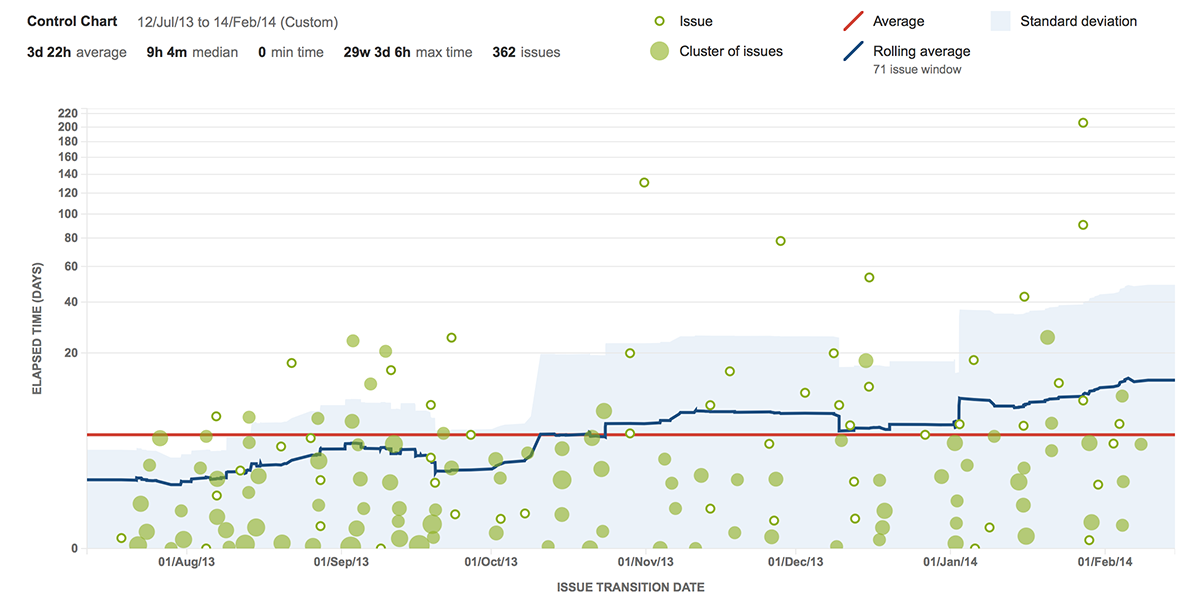 Control Chart 12/Jul/13 to 14/Feb/14 (Custom)
3d 22h average 9h 4m median 0 min time 29w 3d 6h max time 362 issues
Issue
Cluster of issues
Average
Rolling average
71 issue window
Standard deviation
ELAPSED TIME (DAYS)
220
200
180
160
140
120
100
80
60
40
20
0
01/Aug/13 01/Sep/13 01/Oct/13 01/Nov/13 01/Dec/13 01/Jan/14 01/Feb/14
ISSUE TRANSITION DATE